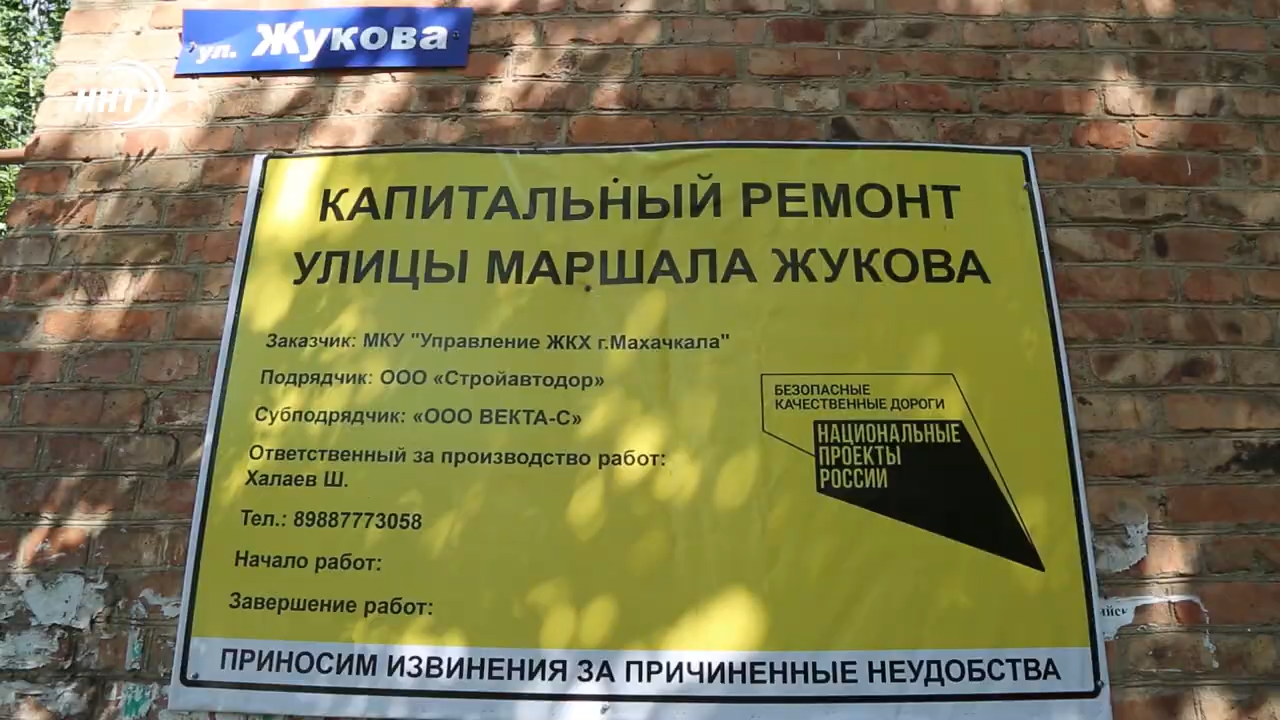 ул. Жукова
ННТ
КАПИТАЛЬНЫЙ РЕМОНТ
УЛИЦЫ МАРШАЛА ЖУКОВА
Заказчик: МКУ "Управление ЖКХ г.Махачкала"
Подрядчик: ООО «Стройавтодор»
Субподрядчик: «ООО ВЕКТА-С»
Ответственный за производство работ:
Халаев Ш.
Тел.: 89887773058
Начало работ:
Завершение работ:
БЕЗОПАСНЫЕ
КАЧЕСТВЕННЫЕ ДОРОГИ
НАЦИОНАЛЬНЫЕ
ПРОЕКТЫ
РОССИИ
ПРИНОСИМ ИЗВИНЕНИЯ ЗА ПРИЧИНЕННЫЕ НЕУДОБСТВА